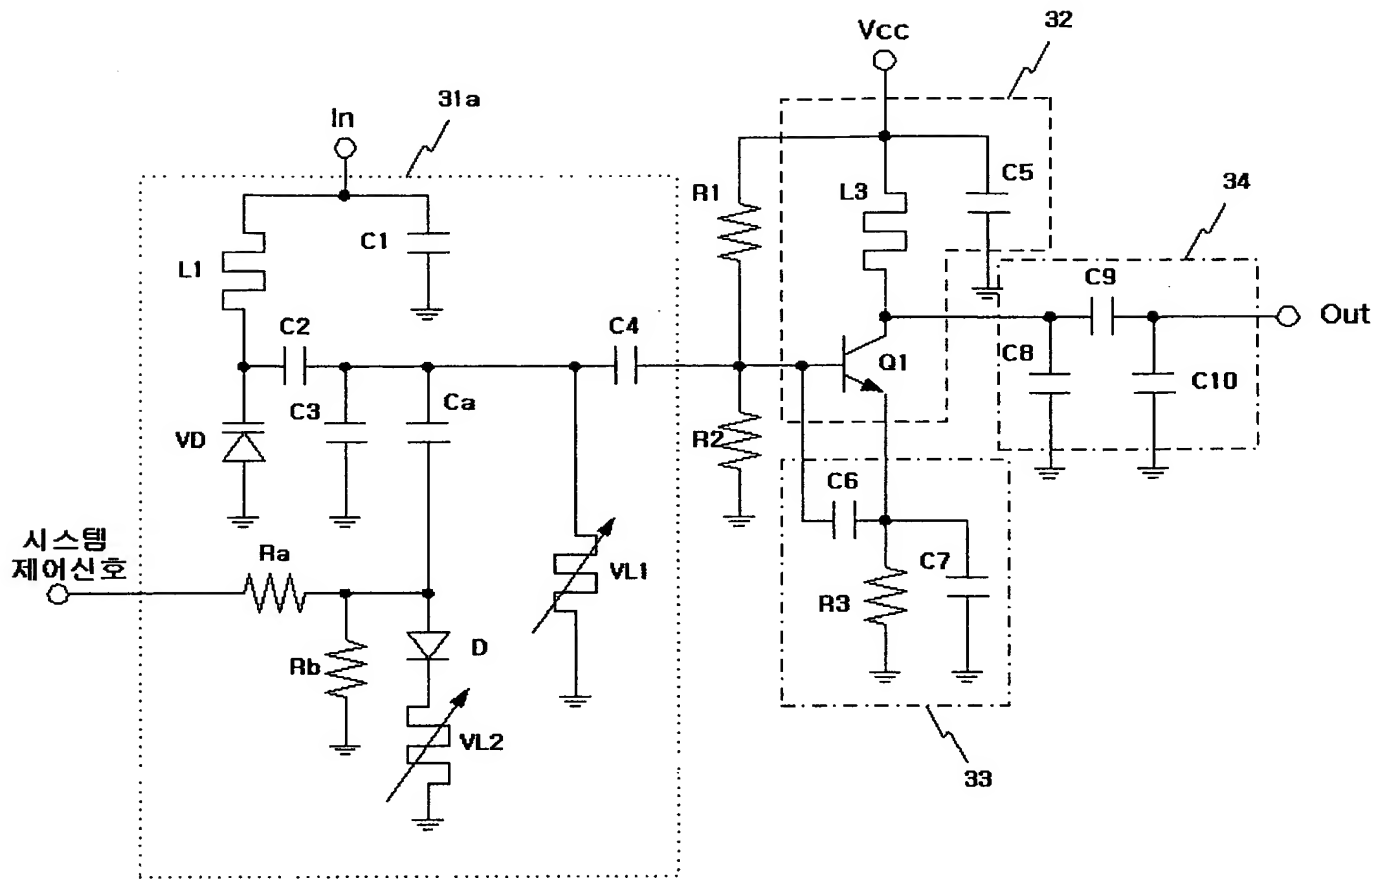 32
Vcc
31a
In
R1
L3
C5
34
C1
L1
C9
Out
C2
C4
Q1
C8
C10
C3
Ca
VD
R2
C6
시스템
제어신호
Ra
VL1
C7
R3
D
Rb
VL2
33